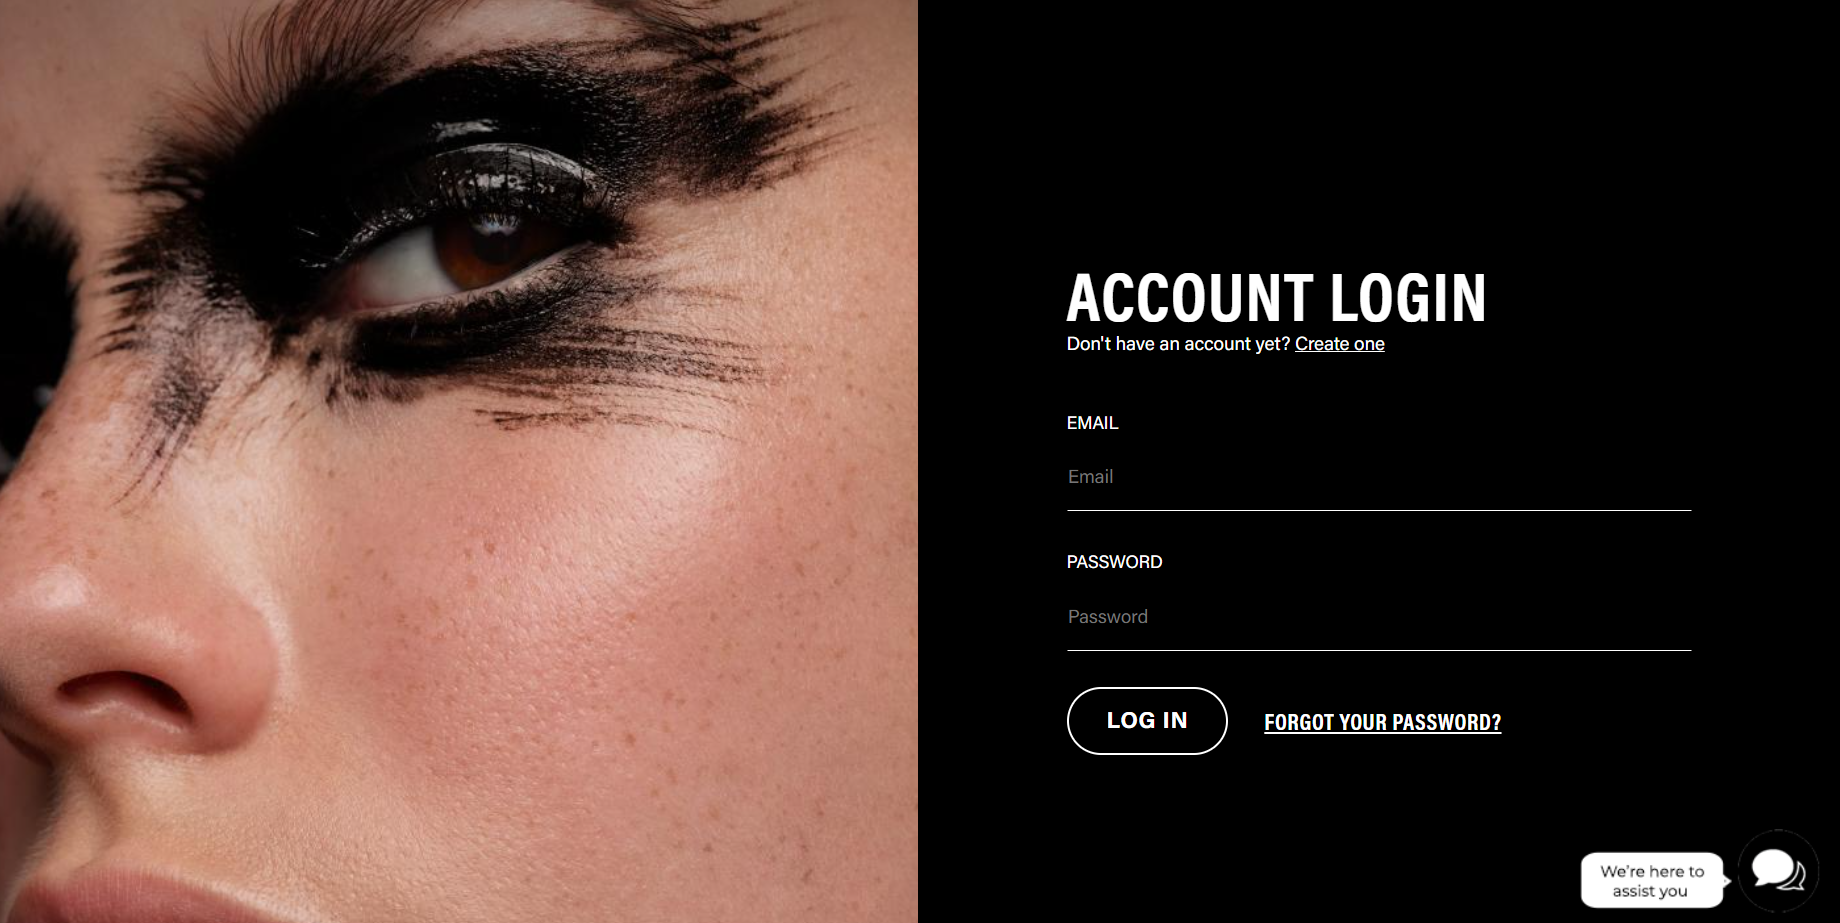 ACCOUNT LOGIN
Don't have an account yet? Create one
EMAIL
Email
PASSWORD
Password
LOG IN
FORGOT YOUR PASSWORD?
We're here to
assist you